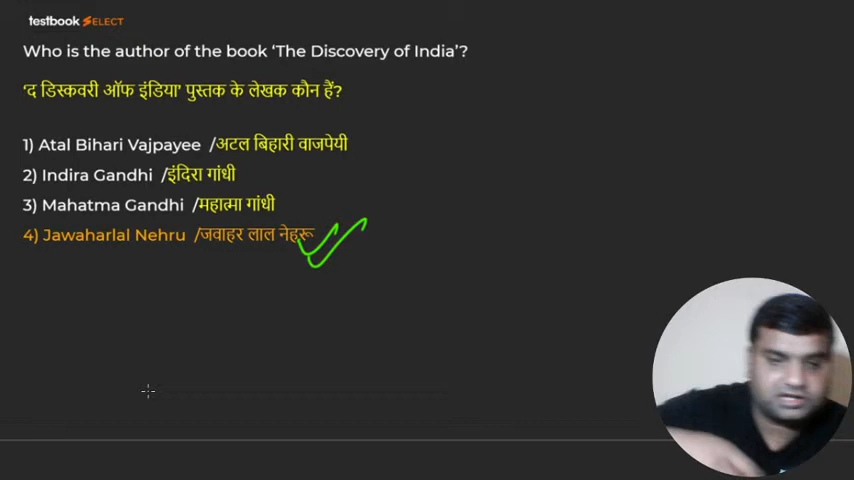 testbook SELECT
Who is the author of the book ‘The Discovery of India’?
‘द डिस्कवरी ऑफ इंडिया’ पुस्तक के लेखक कौन हैं?
1) Atal Bihari Vajpayee /अटल बिहारी वाजपेयी
2) Indira Gandhi /इंदिरा गांधी
3) Mahatma Gandhi /महात्मा गांधी
4) Jawaharlal Nehru /जवाहर लाल नेहरू